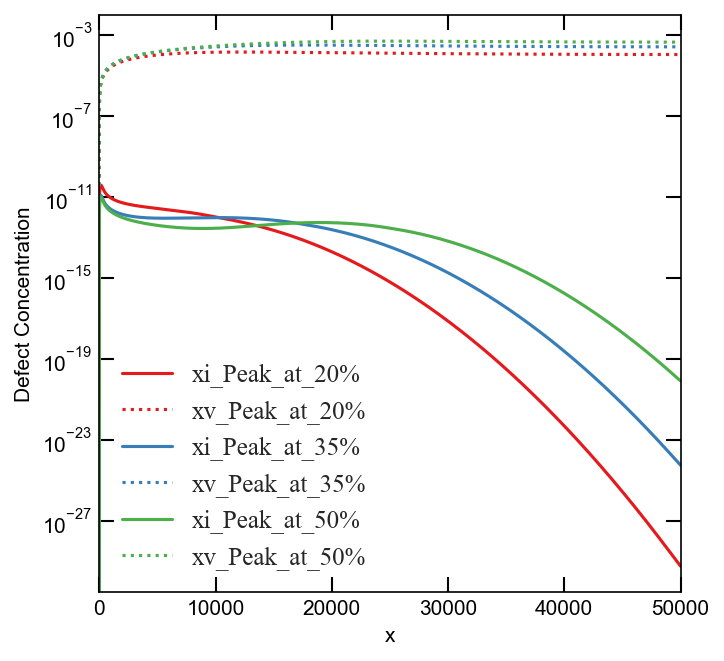 10⁻³
10⁻⁷
10⁻¹¹
10⁻¹⁵
10⁻¹⁹
10⁻²³
10⁻²⁷
Defect Concentration
xi_Peak_at_20%
xv_Peak_at_20%
xi_Peak_at_35%
xv_Peak_at_35%
xi_Peak_at_50%
xv_Peak_at_50%
0 10000 20000 30000 40000 50000
x